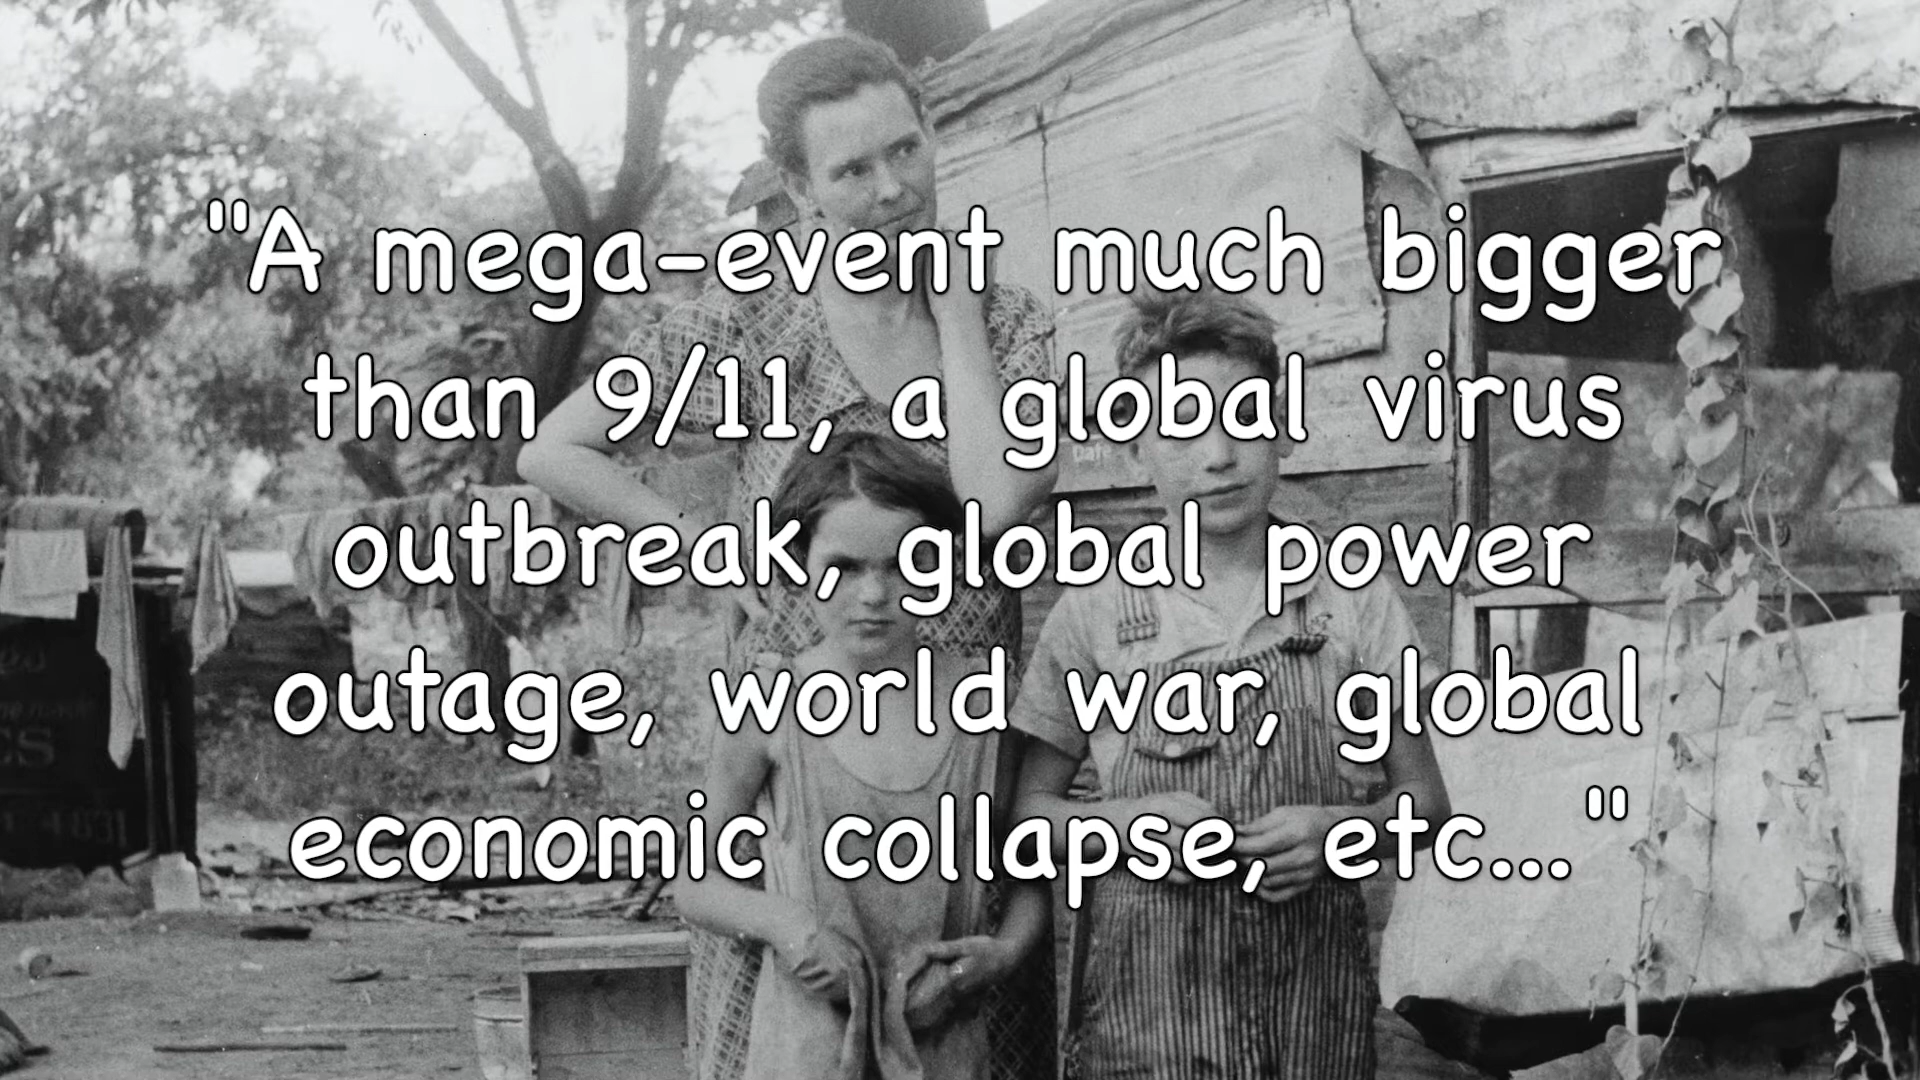 "A mega-event much bigger
than 9/11, a global virus
outbreak, global power
outage, world war, global
economic collapse, etc..."